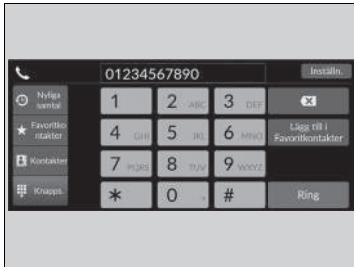 01234567890
Inställn.
Nyliga
samtal
1
2 ABC
3 DEF
Favoritko
ntakter
4 GHI
5 JKL
6 MNO
Lägg till i
Favoritkontakter
Kontakter
7 PQRS
8 TUV
9 WXYZ
Knapps.
*
0 +
#
Ring